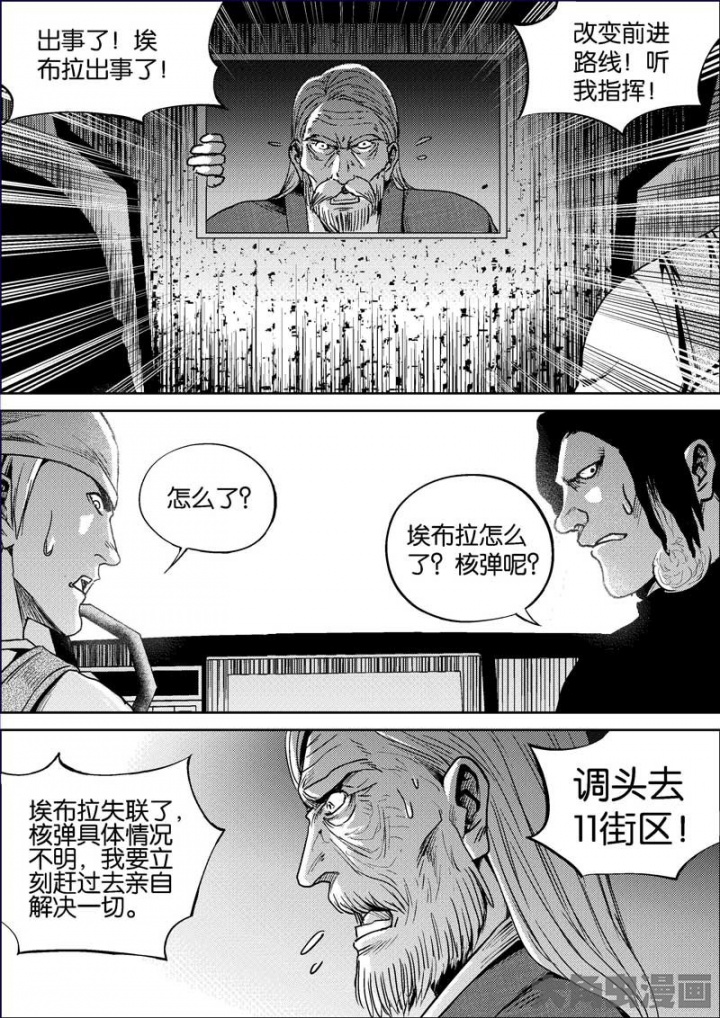 出事了！埃
布拉出事了！
改变前进
路线！听
我指挥！
怎么了？
埃布拉怎么
了？核弹呢？
埃布拉失联了，
核弹具体情况
不明，我要立
刻赶过去亲自
解决一切。
调头去
11街区！
大角虫漫画